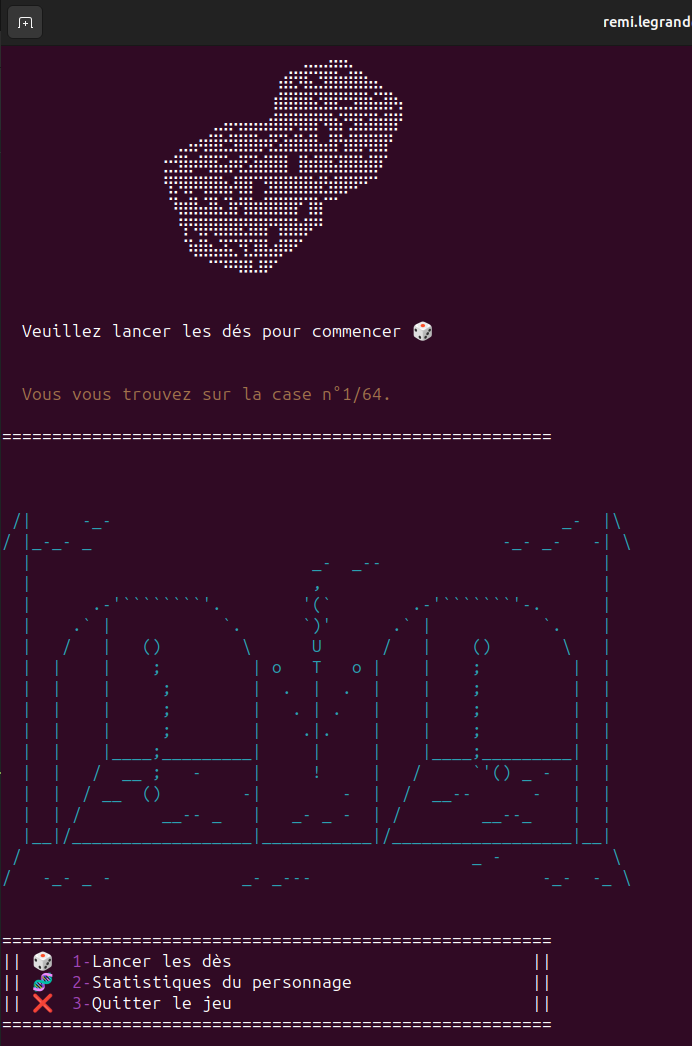 remi.legrand
Veuillez lancer les dés pour commencer 🎲
Vous vous trouvez sur la case n°1/64.
1-Lancer les dès
2-Statistiques du personnage
3-Quitter le jeu